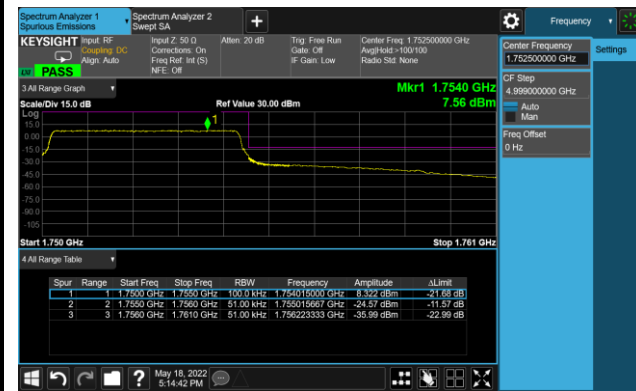 Spectrum Analyzer 1
Spurious Emissions
Spectrum Analyzer 2
Swept SA
+
Frequency
KEYSIGHT
Input: RF
Coupling: DC
Align: Auto
Input Z: 50 Ω
Corrections: On
Freq Ref: Int (S)
NFE: Off
Atten: 20 dB
Trig: Free Run
Gate: Off
IF Gain: Low
Center Freq: 1.752500000 GHz
Avg|Hold:>100/100
Radio Std: None
PASS
Center Frequency
1.752500000 GHz
Settings
CF Step
4.999000000 GHz
Auto
Man
Freq Offset
0 Hz
3 All Range Graph
Mkr1 1.7540 GHz
Scale/Div 15.0 dB
Ref Value 30.00 dBm
7.56 dBm
Log
15.0
0.00
-15.0
-30.0
-45.0
-60.0
-75.0
-90.0
-105
1
Start 1.750 GHz
Stop 1.761 GHz
4 All Range Table
Spur Range Start Freq Stop Freq RBW Frequency Amplitude ΔLimit
1 1 1.7500 GHz 1.7550 GHz 100.0 kHz 1.754015000 GHz 8.322 dBm -21.68 dB
2 2 1.7550 GHz 1.7560 GHz 51.00 kHz 1.755015667 GHz -24.57 dBm -11.57 dB
3 3 1.7560 GHz 1.7610 GHz 51.00 kHz 1.756223333 GHz -35.99 dBm -22.99 dB
?
May 18, 2022
5:14:42 PM